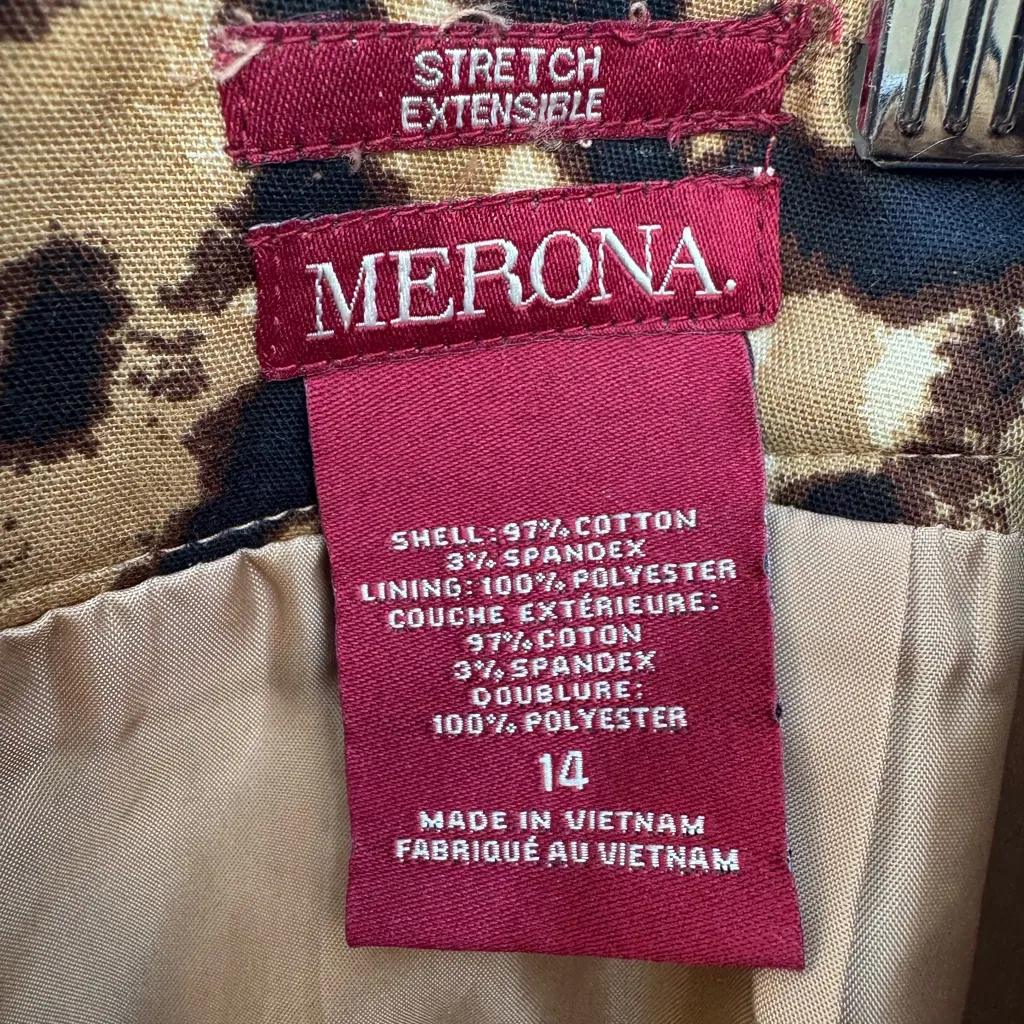 STRETCH
EXTENSIBLE
MERONA.
SHELL: 97% COTTON
3% SPANDEX
LINING: 100% POLYESTER
COUCHE EXTÉRIEURE:
97% COTON
3% SPANDEX
DOUBLURE:
100% POLYESTER
14
MADE IN VIETNAM
FABRIQUÉ AU VIETNAM